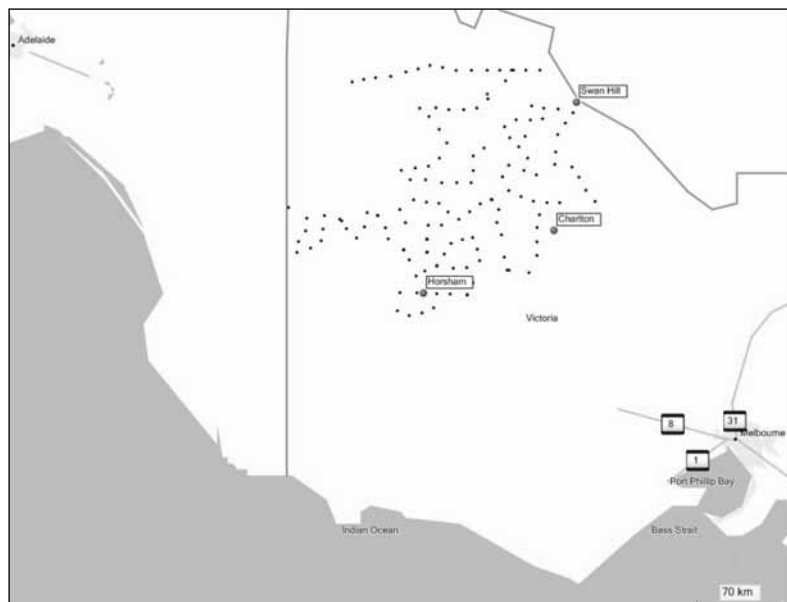 Adelaide
Swan Hill
Charlton
Horsham
Victoria
8
31
Melbourne
1
Port Phillip Bay
Indian Ocean
Bass Strait
70 km